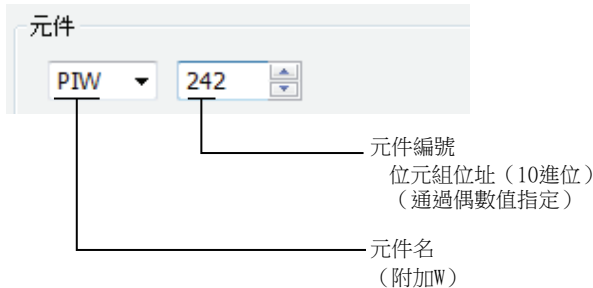 元件
PIW 242
元件編號
位元組位址（10進位）
（通過偶數值指定）
元件名
（附加W）